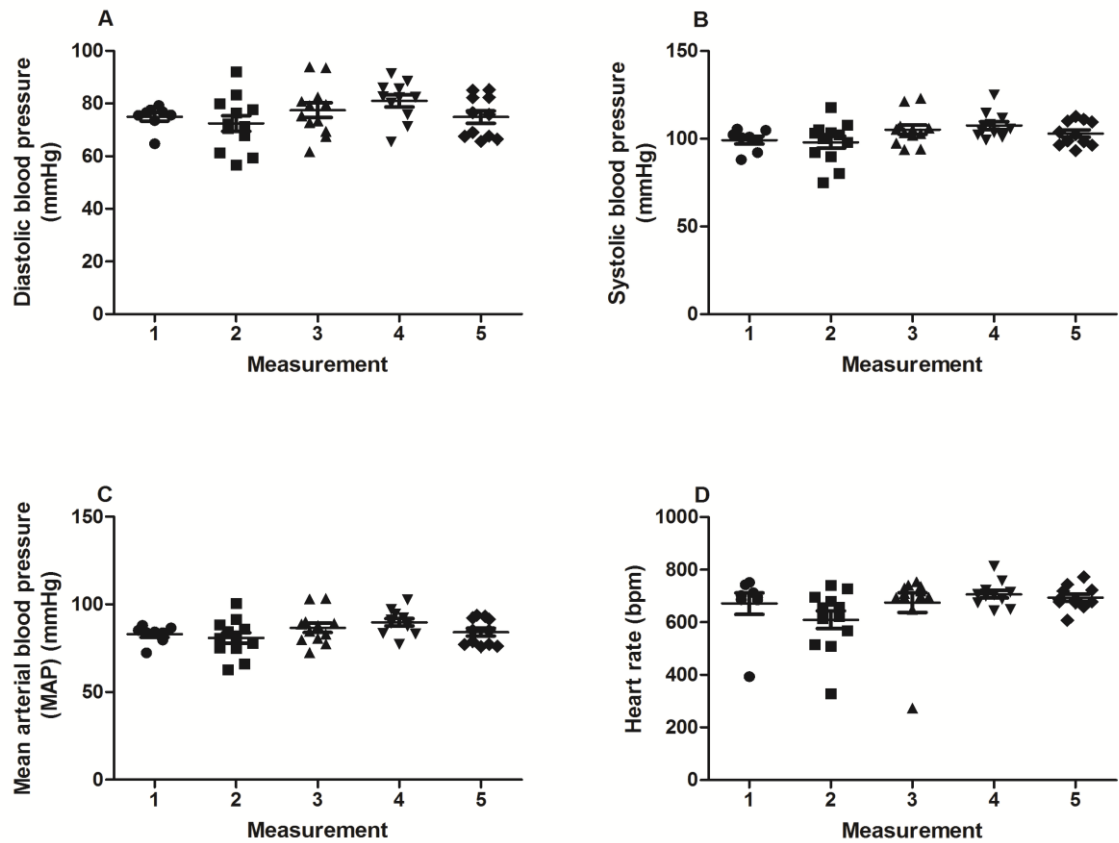 A
Diastolic blood pressure
(mmHg)
100
80
60
40
20
0
1 2 3 4 5
Measurement
B
Systolic blood pressure
(mmHg)
150
100
50
0
1 2 3 4 5
Measurement
C
Mean arterial blood pressure
(MAP) (mmHg)
150
100
50
0
1 2 3 4 5
Measurement
D
Heart rate (bpm)
1000
800
600
400
200
0
1 2 3 4 5
Measurement